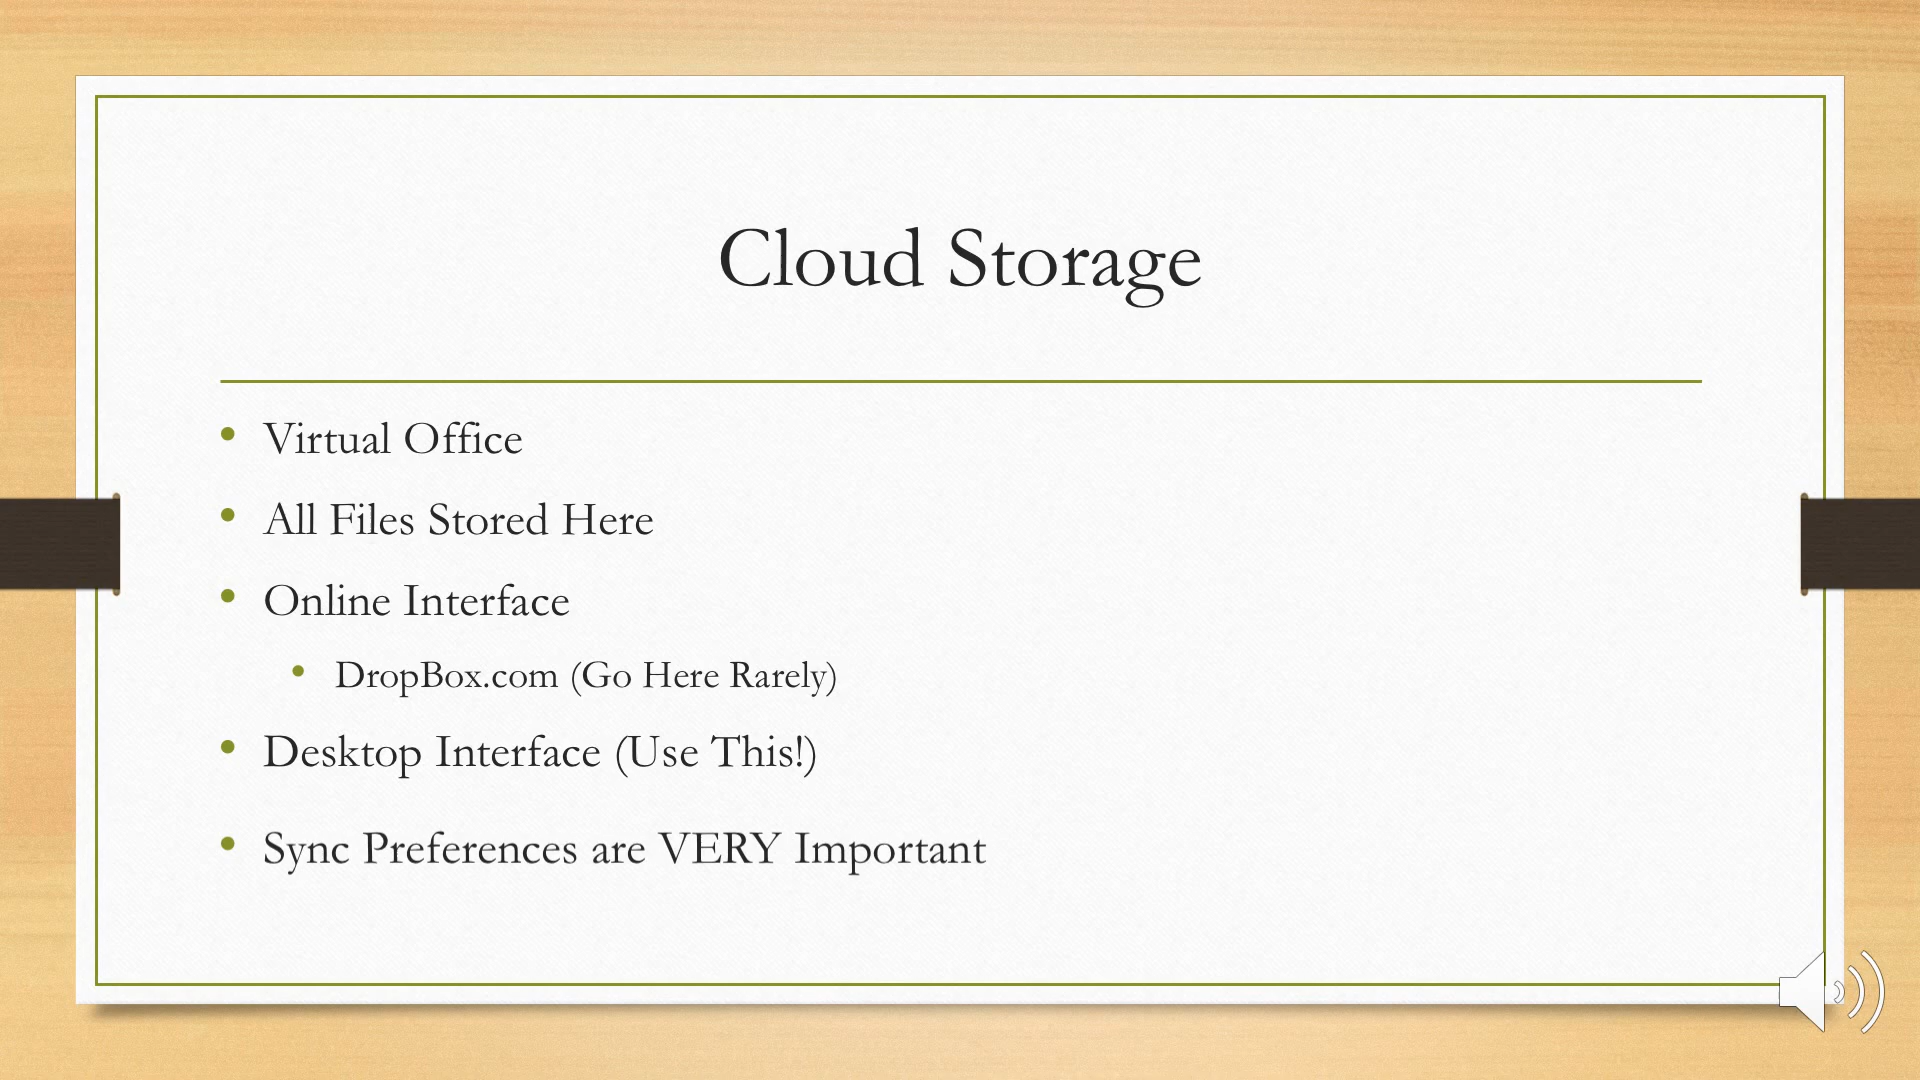 Cloud Storage
• Virtual Office
• All Files Stored Here
• Online Interface
• DropBox.com (Go Here Rarely)
• Desktop Interface (Use This!)
• Sync Preferences are VERY Important